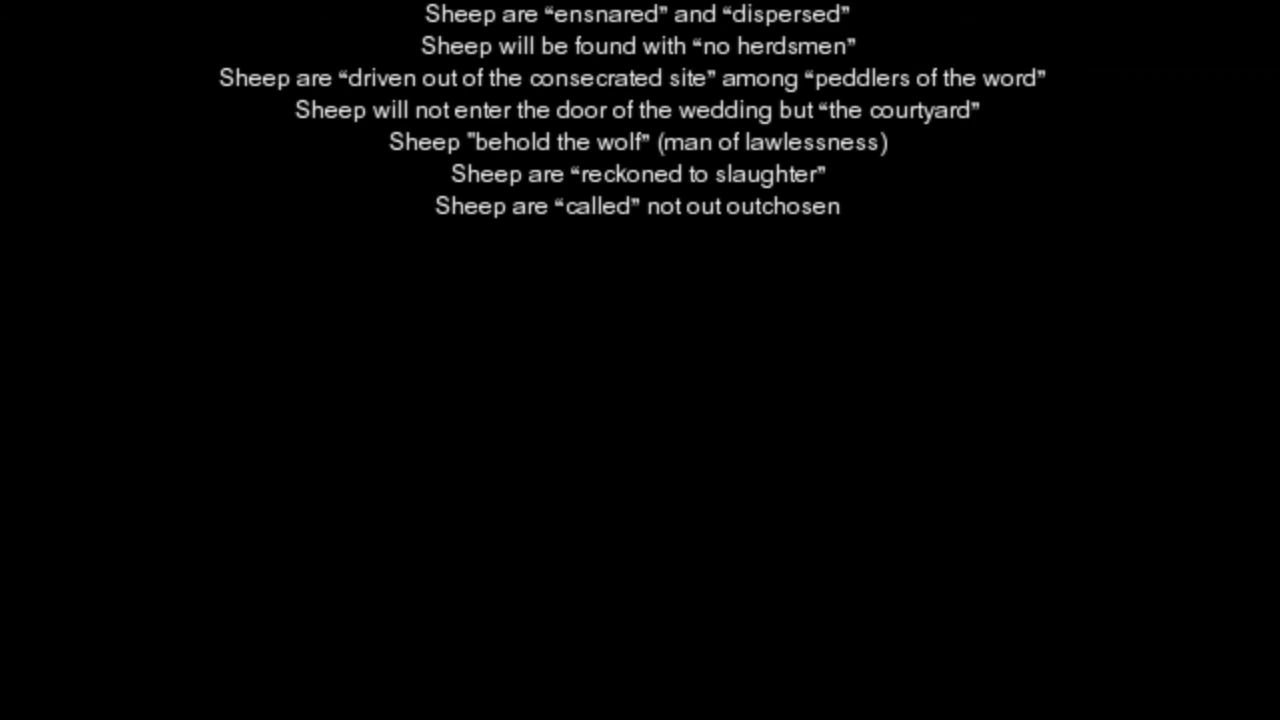 Sheep are “ensnared” and “dispersed”
Sheep will be found with “no herdsmen”
Sheep are “driven out of the consecrated site” among “peddlers of the word”
Sheep will not enter the door of the wedding but “the courtyard”
Sheep "behold the wolf” (man of lawlessness)
Sheep are “reckoned to slaughter”
Sheep are “called” not out outchosen